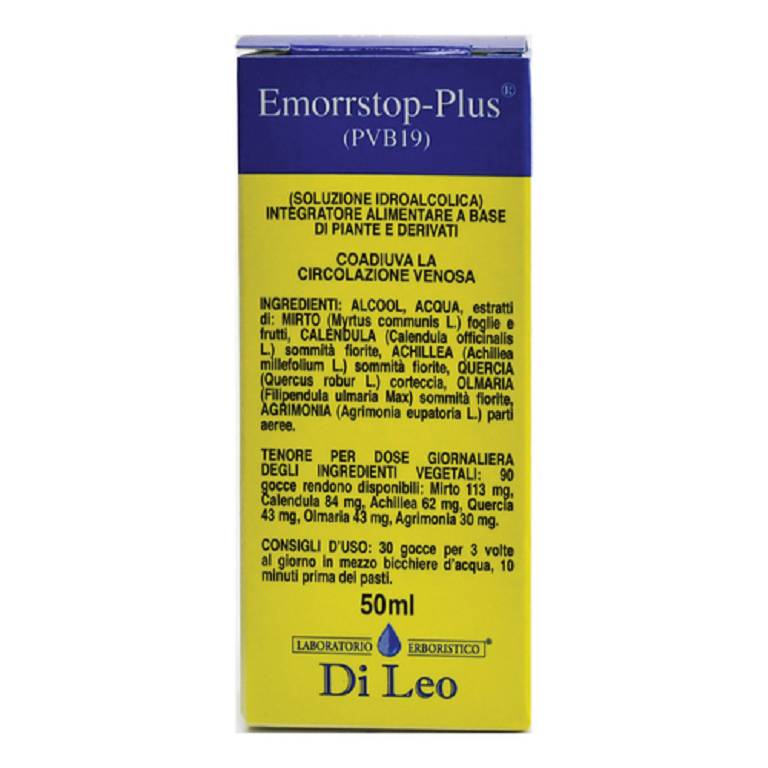 Emorrstop-Plus®
(PVB19)
(SOLUZIONE IDROALCOLICA)
INTEGRATORE ALIMENTARE A BASE
DI PIANTE E DERIVATI
COADIUVA LA
CIRCOLAZIONE VENOSA
INGREDIENTI: ALCOOL, ACQUA, estratti
di: MIRTO (Myrtus communis L.) foglie e
frutti, CALENDULA (Calendula officinalis
L.) sommità fiorite, ACHILLEA (Achillea
millefolium L.) sommità fiorite, QUERCIA
(Quercus robur L.) corteccia, OLMARIA
(Filipendula ulmaria Max) sommità fiorite,
AGRIMONIA (Agrimonia eupatoria L.) parti
aeree.
TENORE PER DOSE GIORNALIERA
DEGLI INGREDIENTI VEGETALI: 90
gocce rendono disponibili: Mirto 113 mg,
Calendula 84 mg, Achillea 62 mg, Quercia
43 mg, Olmaria 43 mg, Agrimonia 30 mg.
CONSIGLI D'USO: 30 gocce per 3 volte
al giorno in mezzo bicchiere d'acqua, 10
minuti prima dei pasti.
50ml
LABORATORIO ERBORISTICO®
Di Leo